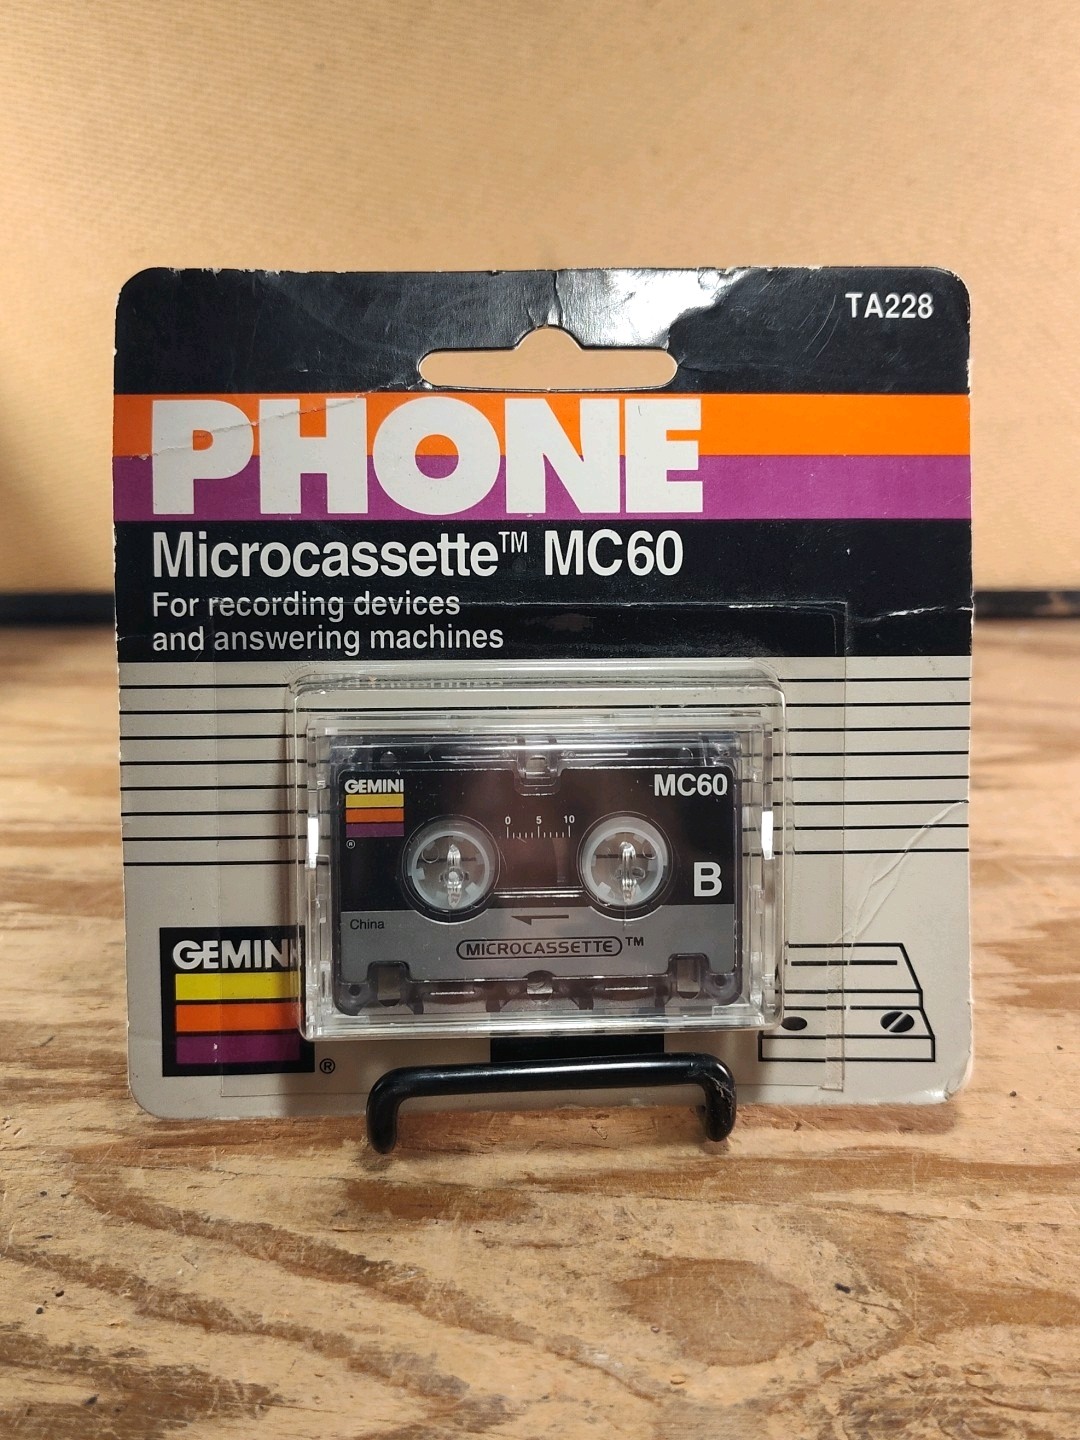 TA228
PHONE
Microcassette™ MC60
For recording devices
and answering machines
GEMINI
MC60
0 5 10
®
B
China
MICROCASSETTE™
GEMINI
®